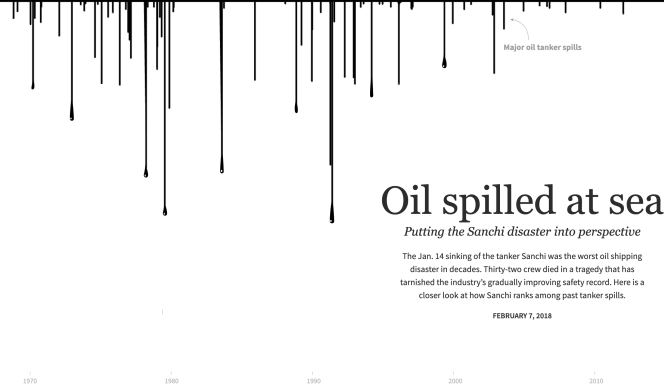 Major oil tanker spills
Oil spilled at sea
Putting the Sanchi disaster into perspective
The Jan. 14 sinking of the tanker Sanchi was the worst oil shipping
disaster in decades. Thirty-two crew died in a tragedy that has
tarnished the industry’s gradually improving safety record. Here is a
closer look at how Sanchi ranks among past tanker spills.
FEBRUARY 7, 2018
1970 1980 1990 2000 2010